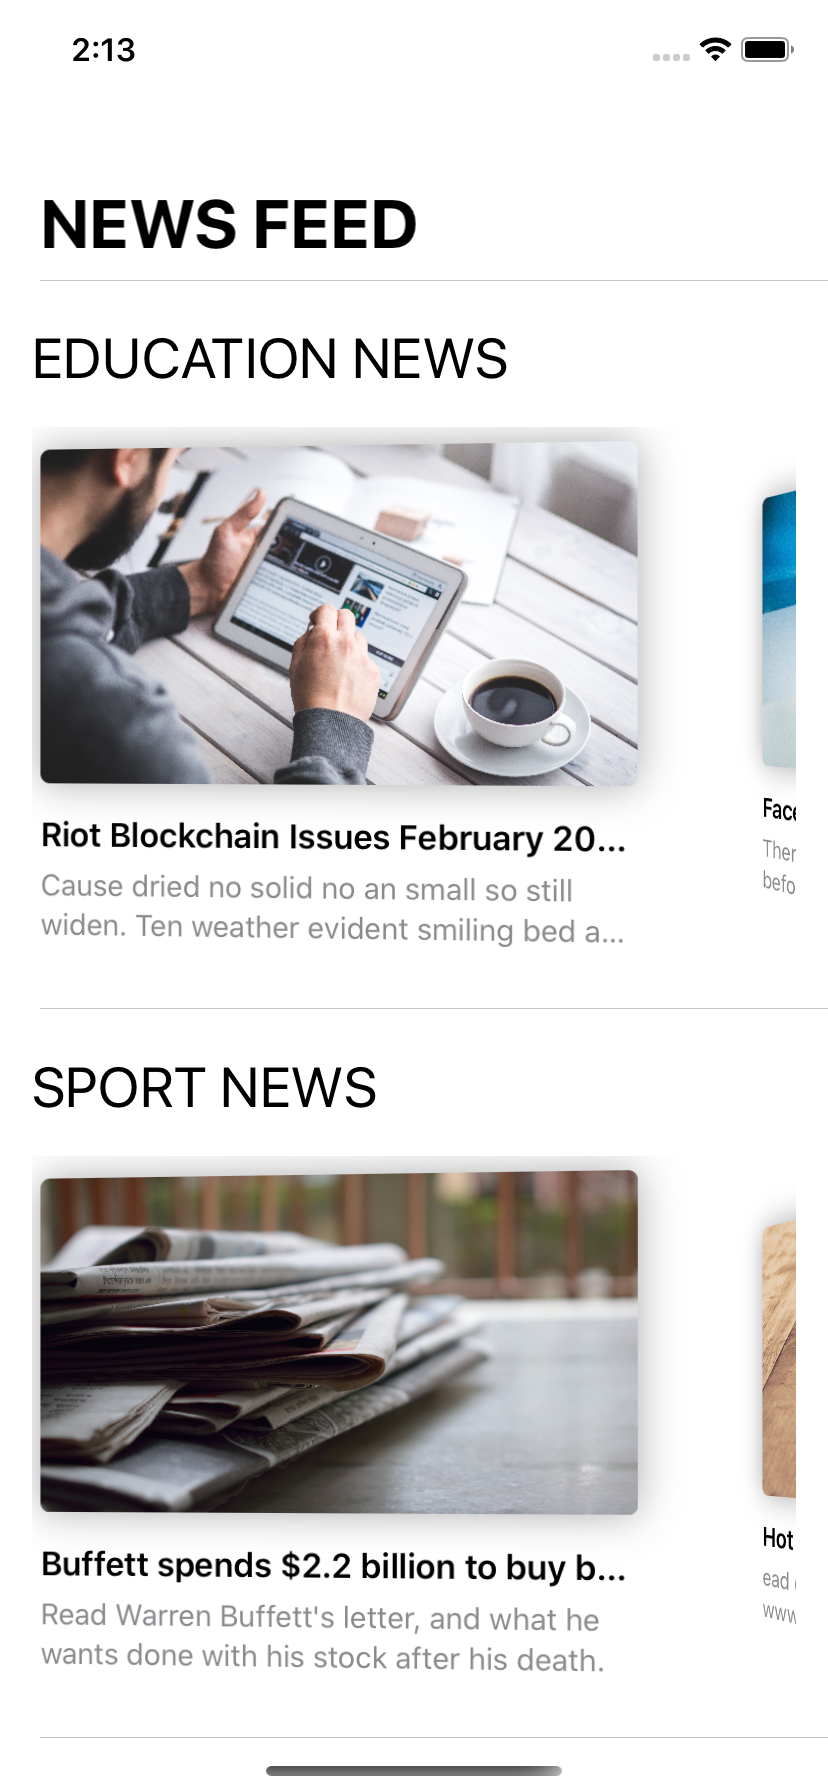 2:13
NEWS FEED
EDUCATION NEWS
Riot Blockchain Issues February 20...
Cause dried no solid no an small so still
widen. Ten weather evident smiling bed a...
Face
Ther
befo
SPORT NEWS
Buffett spends $2.2 billion to buy b...
Read Warren Buffett's letter, and what he
wants done with his stock after his death.
Hot
ead
www